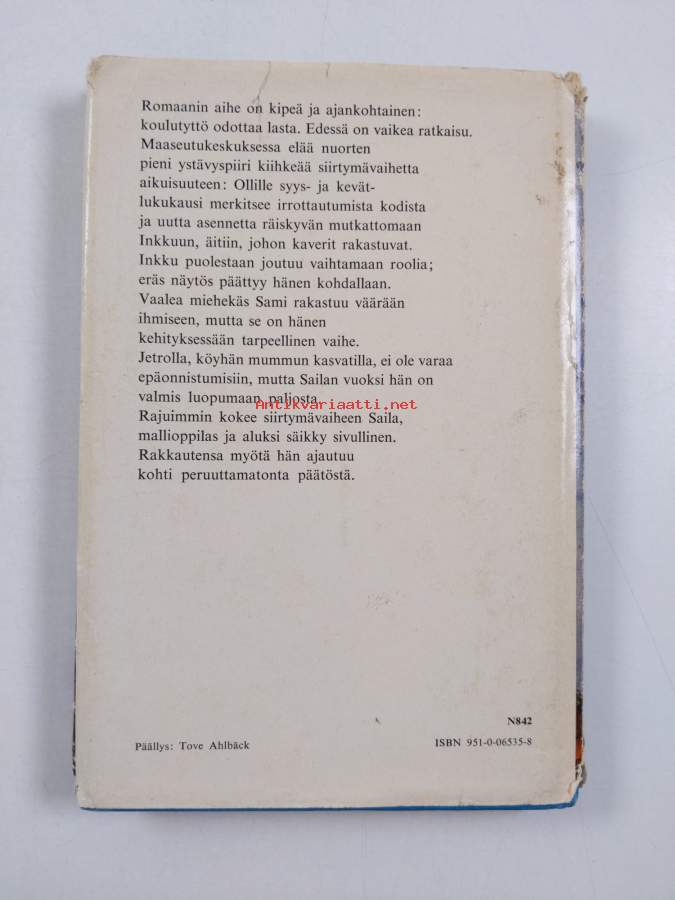 Romaanin aihe on kipeä ja ajankohtainen:
koulutyttö odottaa lasta. Edessä on vaikea ratkaisu.
Maaseutukeskuksessa elää nuorten
pieni ystävyspiiri kiihkeää siirtymävaihetta
aikuisuuteen: Ollille syys- ja kevät-
lukukausi merkitsee irrottautumista kodista
ja uutta asennetta räiskyvän mutkattomaan
Inkkuun, äitiin, johon kaverit rakastuvat.
Inkku puolestaan joutuu vaihtamaan roolia;
eräs näytös päättyy hänen kohdallaan.
Vaalea miehekäs Sami rakastuu väärään
ihmiseen, mutta se on hänen
kehityksessään tarpeellinen vaihe.
Jetrolla, köyhän mummun kasvatilla, ei ole varaa
epäonnistumisiin, mutta Sailan vuoksi hän on
valmis luopumaan paljosta.
Antikvariaatti.net
Rajuimmin kokee siirtymävaiheen Saila,
mallioppilas ja aluksi säikky sivullinen.
Rakkautensa myötä hän ajautuu
kohti peruuttamatonta päätöstä.
N842
Päällys: Tove Ahlbäck
ISBN 951-0-06535-8